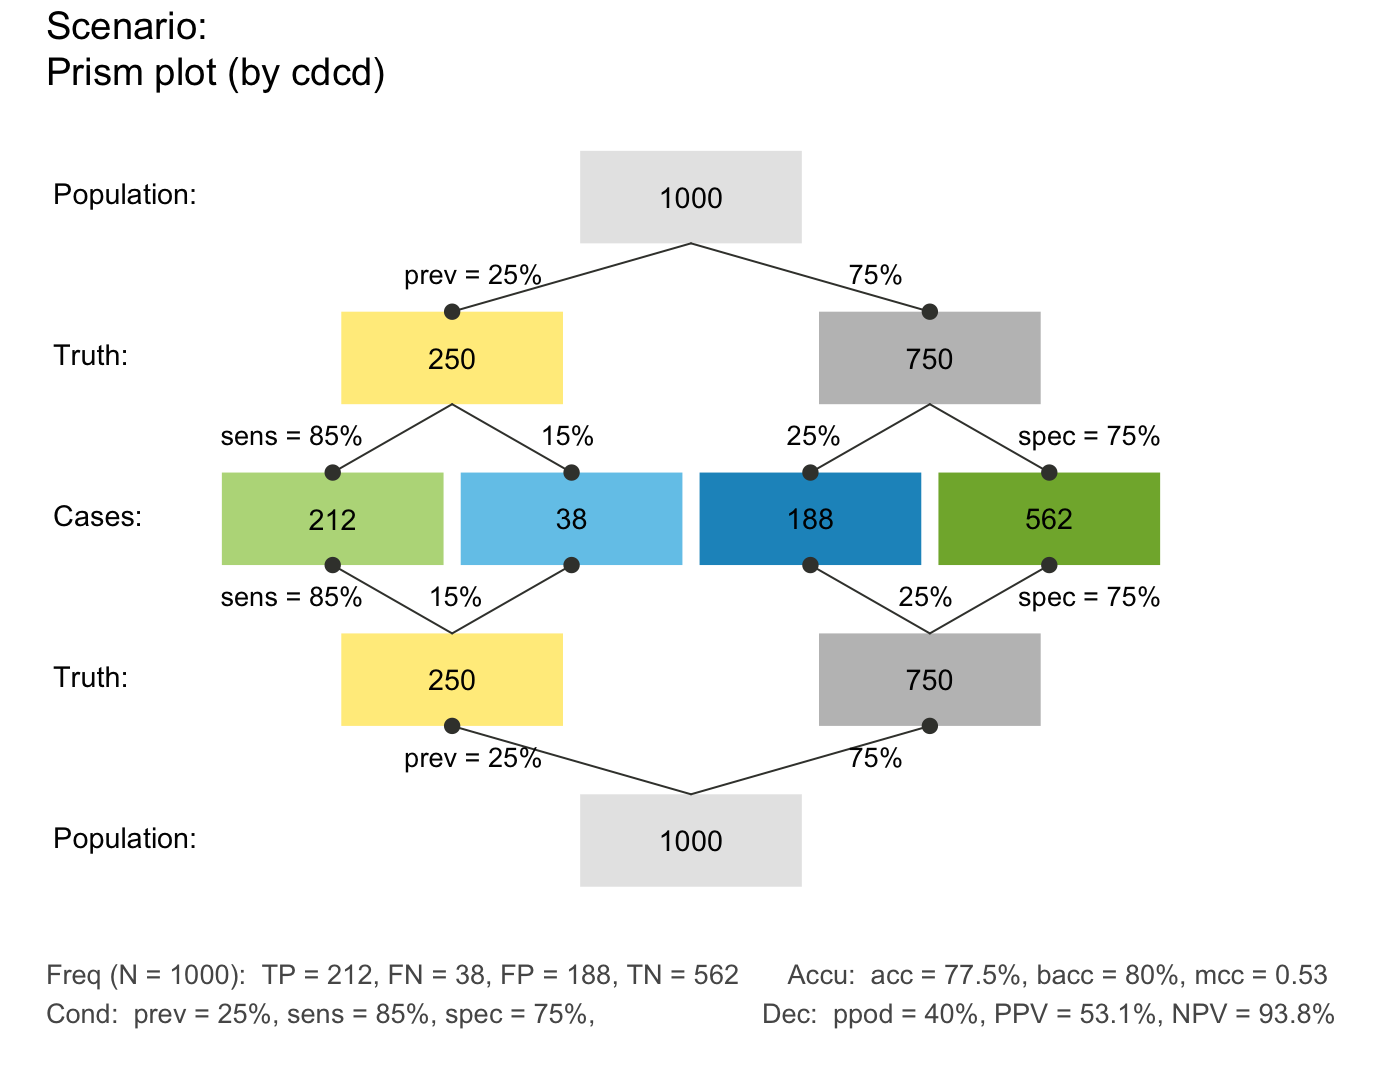 Scenario:
Prism plot (by cdcd)
Population:
1000
prev = 25%
75%
Truth:
250
750
sens = 85%
15%
25%
spec = 75%
Cases:
212
38
188
562
sens = 85%
15%
25%
spec = 75%
Truth:
250
750
prev = 25%
75%
Population:
1000
Freq (N = 1000):  TP = 212, FN = 38, FP = 188, TN = 562
Accu:  acc = 77.5%, bacc = 80%, mcc = 0.53
Cond:  prev = 25%, sens = 85%, spec = 75%,
Dec:  ppod = 40%, PPV = 53.1%, NPV = 93.8%